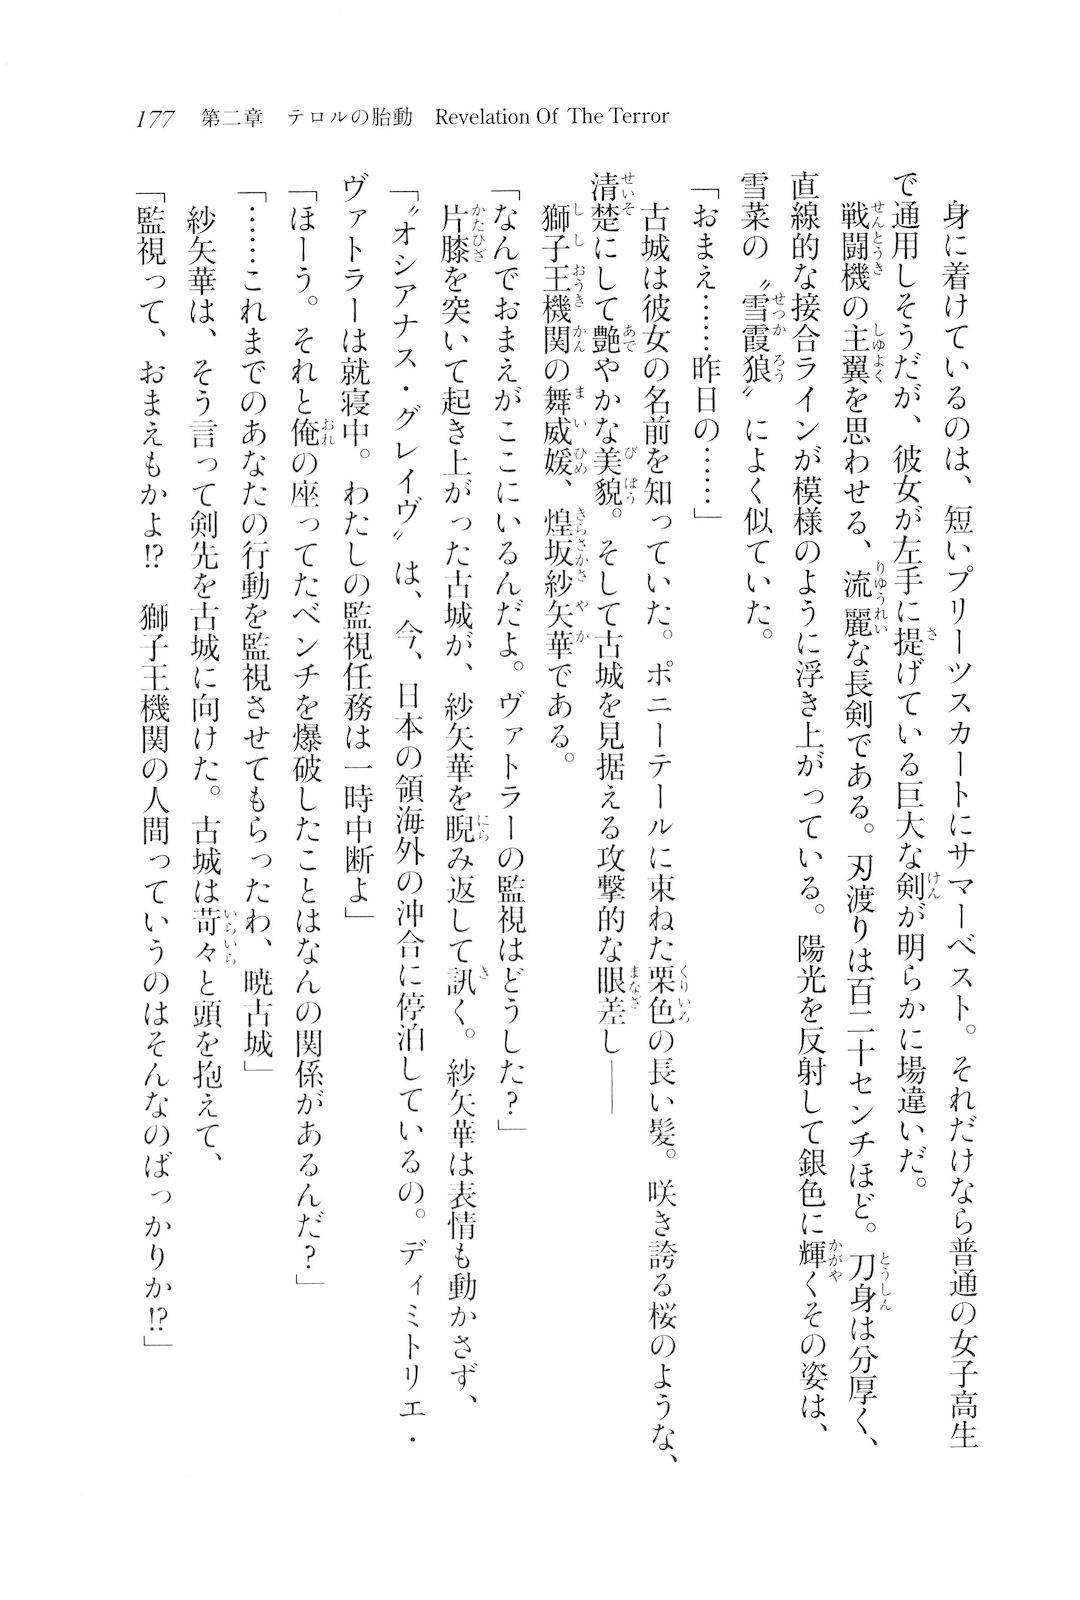 177　第二章　テロルの胎動　Revelation Of The Terror
　身に着けているのは、短いプリーツスカートにサマーベスト。それだけなら普通の女子高生
で通用しそうだが、彼女が左手に提げている巨大な剣が明らかに場違いだ。
　戦闘機の主翼を思わせる、流麗な長剣である。刃渡りは百二十センチほど。刀身は分厚く、
直線的な接合ラインが模様のように浮き上がっている。陽光を反射して銀色に輝くその姿は、
雪菜の〝雪霞狼〟によく似ていた。
「おまえ……昨日の……」
　古城は彼女の名前を知っていた。ポニーテールに束ねた栗色の長い髪。咲き誇る桜のような、
清楚にして艶やかな美貌。そして古城を見据える攻撃的な眼差し――
　獅子王機関の舞威媛、煌坂紗矢華である。
「なんでおまえがここにいるんだよ。ヴァトラーの監視はどうした？」
　片膝を突いて起き上がった古城が、紗矢華を睨み返して訊く。紗矢華は表情も動かさず、
「〝オシアナス・グレイヴ〟は、今、日本の領海外の沖合に停泊しているの。ディミトリエ・
ヴァトラーは就寝中。わたしの監視任務は一時中断よ」
「ほーう。それと俺の座ってたベンチを爆破したことはなんの関係があるんだ？」
「……これまでのあなたの行動を監視させてもらったわ、暁古城」
　紗矢華は、そう言って剣先を古城に向けた。古城は苛々と頭を抱えて、
「監視って、おまえもかよ!?　獅子王機関の人間っていうのはそんなのばっかりか!?」